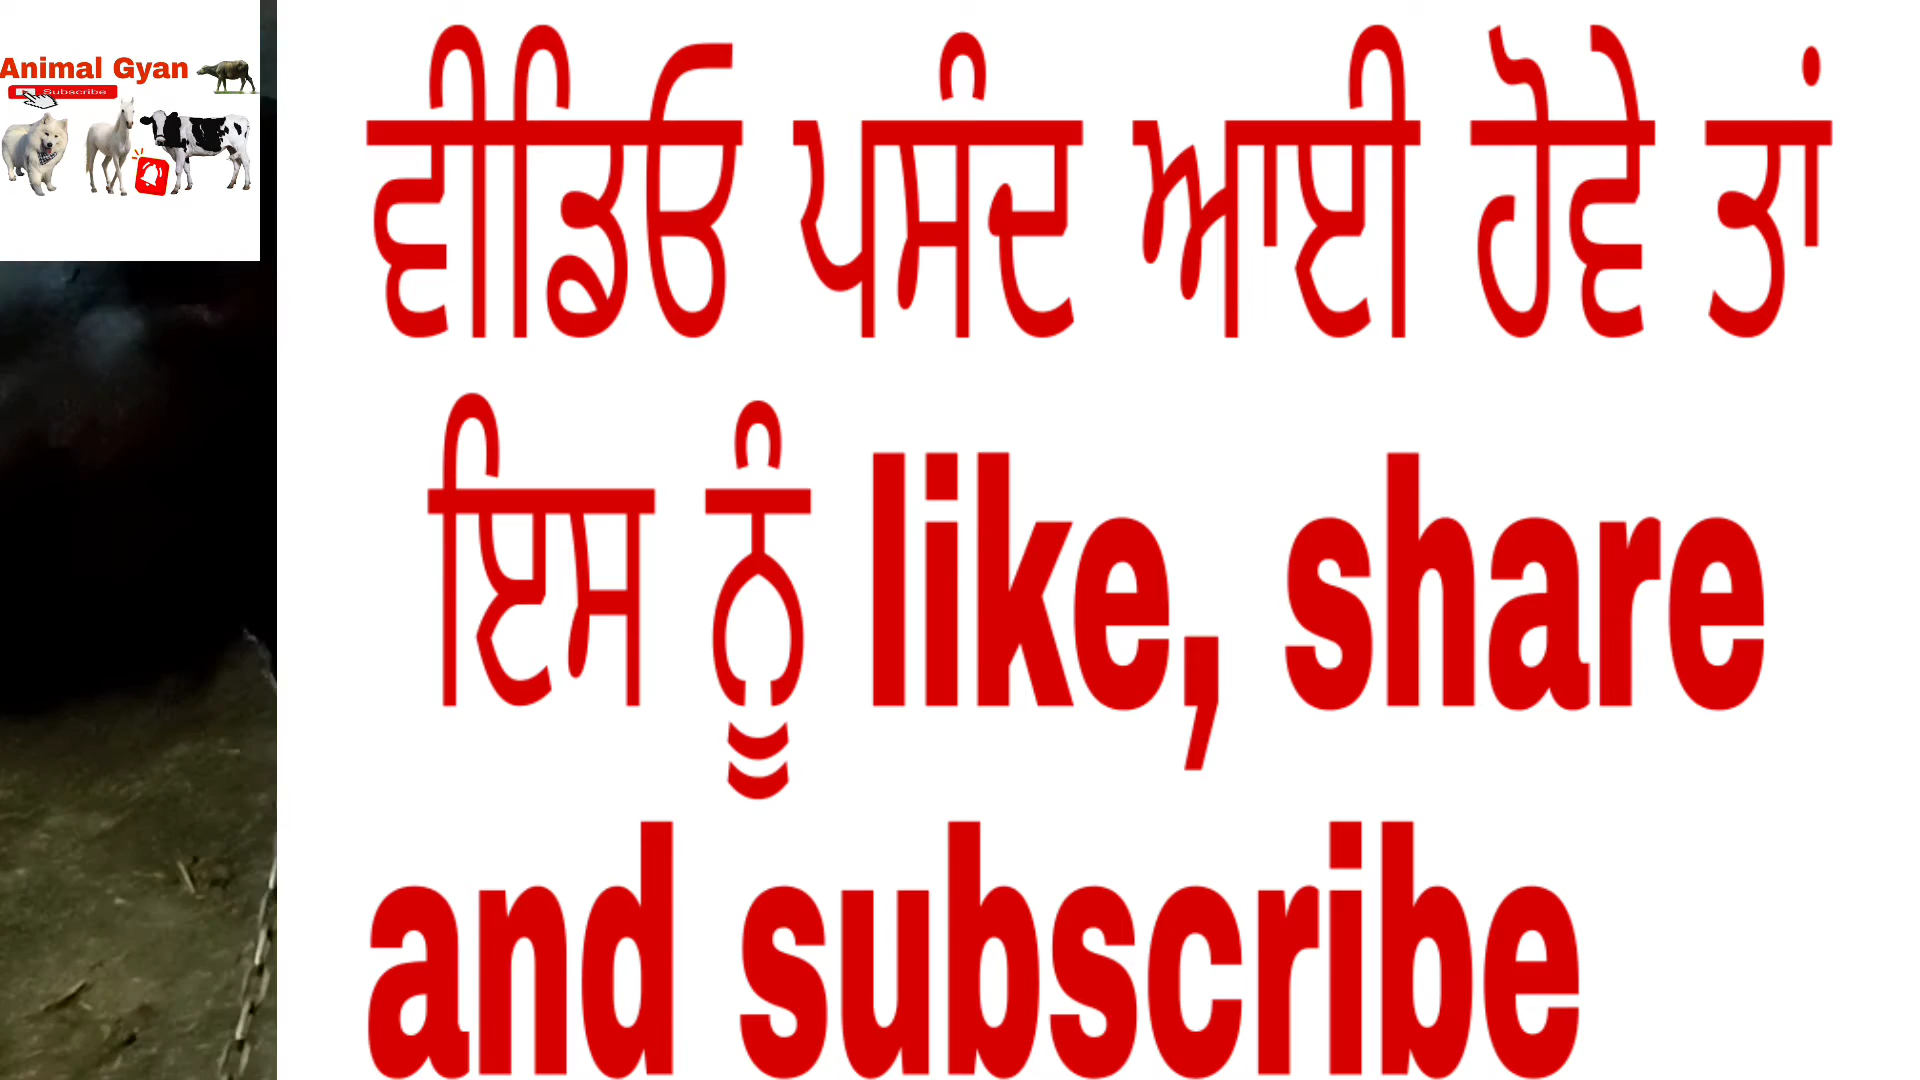 Animal Gyan
Subscribe
ਵੀਡਿਓ ਪਸੰਦ ਆਈ ਹੋਵੇ ਤਾਂ
ਇਸ ਨੂੰ like, share
and subscribe